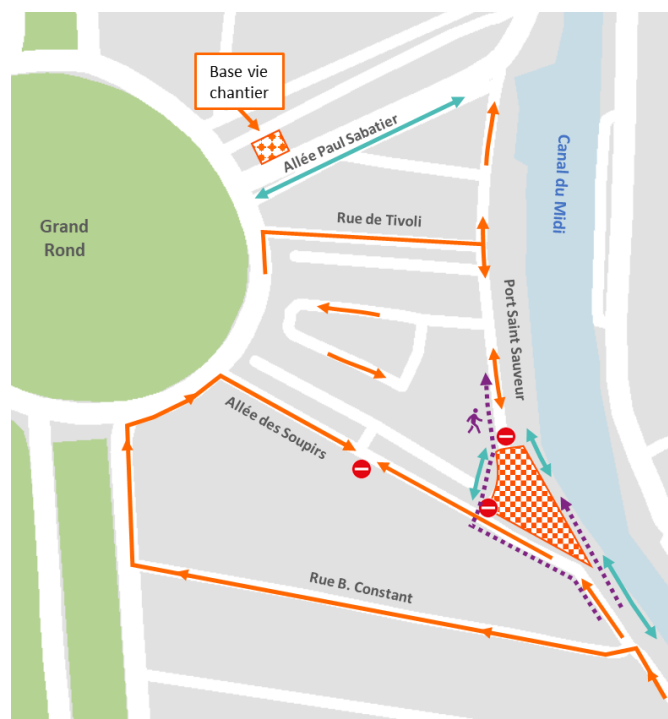 Base vie
chantier
Allée Paul Sabatier
Canal du Midi
Grand
Rond
Rue de Tivoli
Port Saint Sauveur
Allée des Soupirs
Rue B. Constant